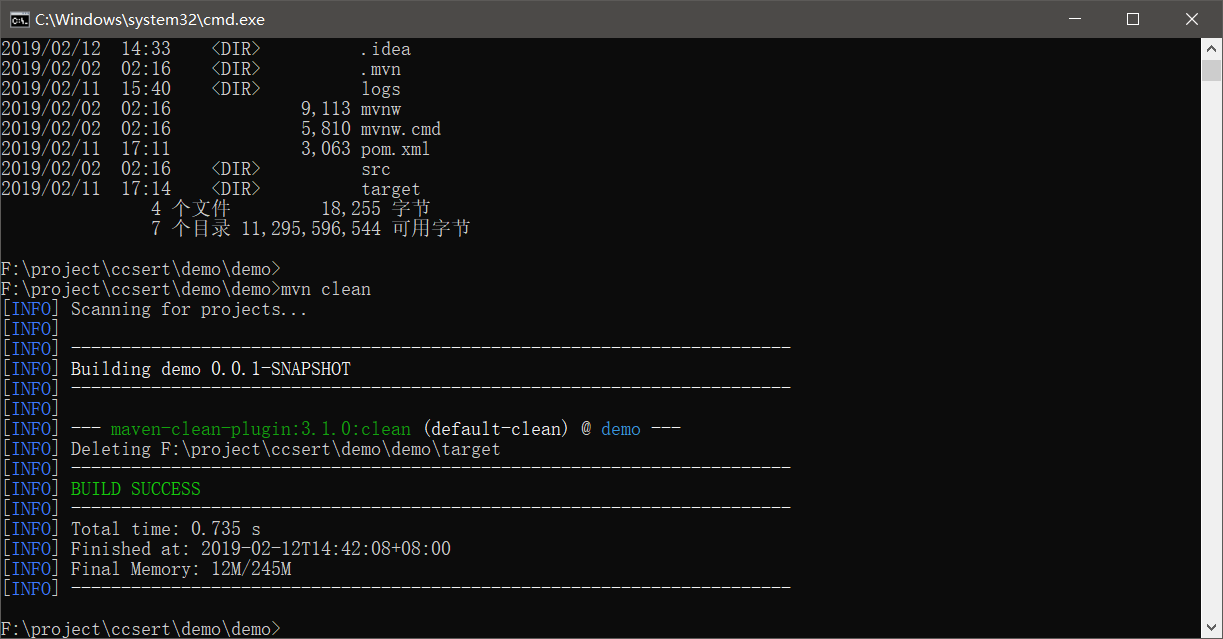 C:\Windows\system32\cmd.exe
2019/02/12  14:33    <DIR>          .idea
2019/02/02  02:16    <DIR>          .mvn
2019/02/11  15:40    <DIR>          logs
2019/02/02  02:16             9,113 mvnw
2019/02/02  02:16             5,810 mvnw.cmd
2019/02/11  17:11             3,063 pom.xml
2019/02/02  02:16    <DIR>          src
2019/02/11  17:14    <DIR>          target
               4 个文件         18,255 字节
               7 个目录 11,295,596,544 可用字节
F:\project\ccsert\demo\demo>
F:\project\ccsert\demo\demo>mvn clean
[INFO] Scanning for projects...
[INFO]
[INFO] ------------------------------------------------------------------------
[INFO] Building demo 0.0.1-SNAPSHOT
[INFO] ------------------------------------------------------------------------
[INFO]
[INFO] --- maven-clean-plugin:3.1.0:clean (default-clean) @ demo ---
[INFO] Deleting F:\project\ccsert\demo\demo\target
[INFO] ------------------------------------------------------------------------
[INFO] BUILD SUCCESS
[INFO] ------------------------------------------------------------------------
[INFO] Total time: 0.735 s
[INFO] Finished at: 2019-02-12T14:42:08+08:00
[INFO] Final Memory: 12M/245M
[INFO] ------------------------------------------------------------------------
F:\project\ccsert\demo\demo>